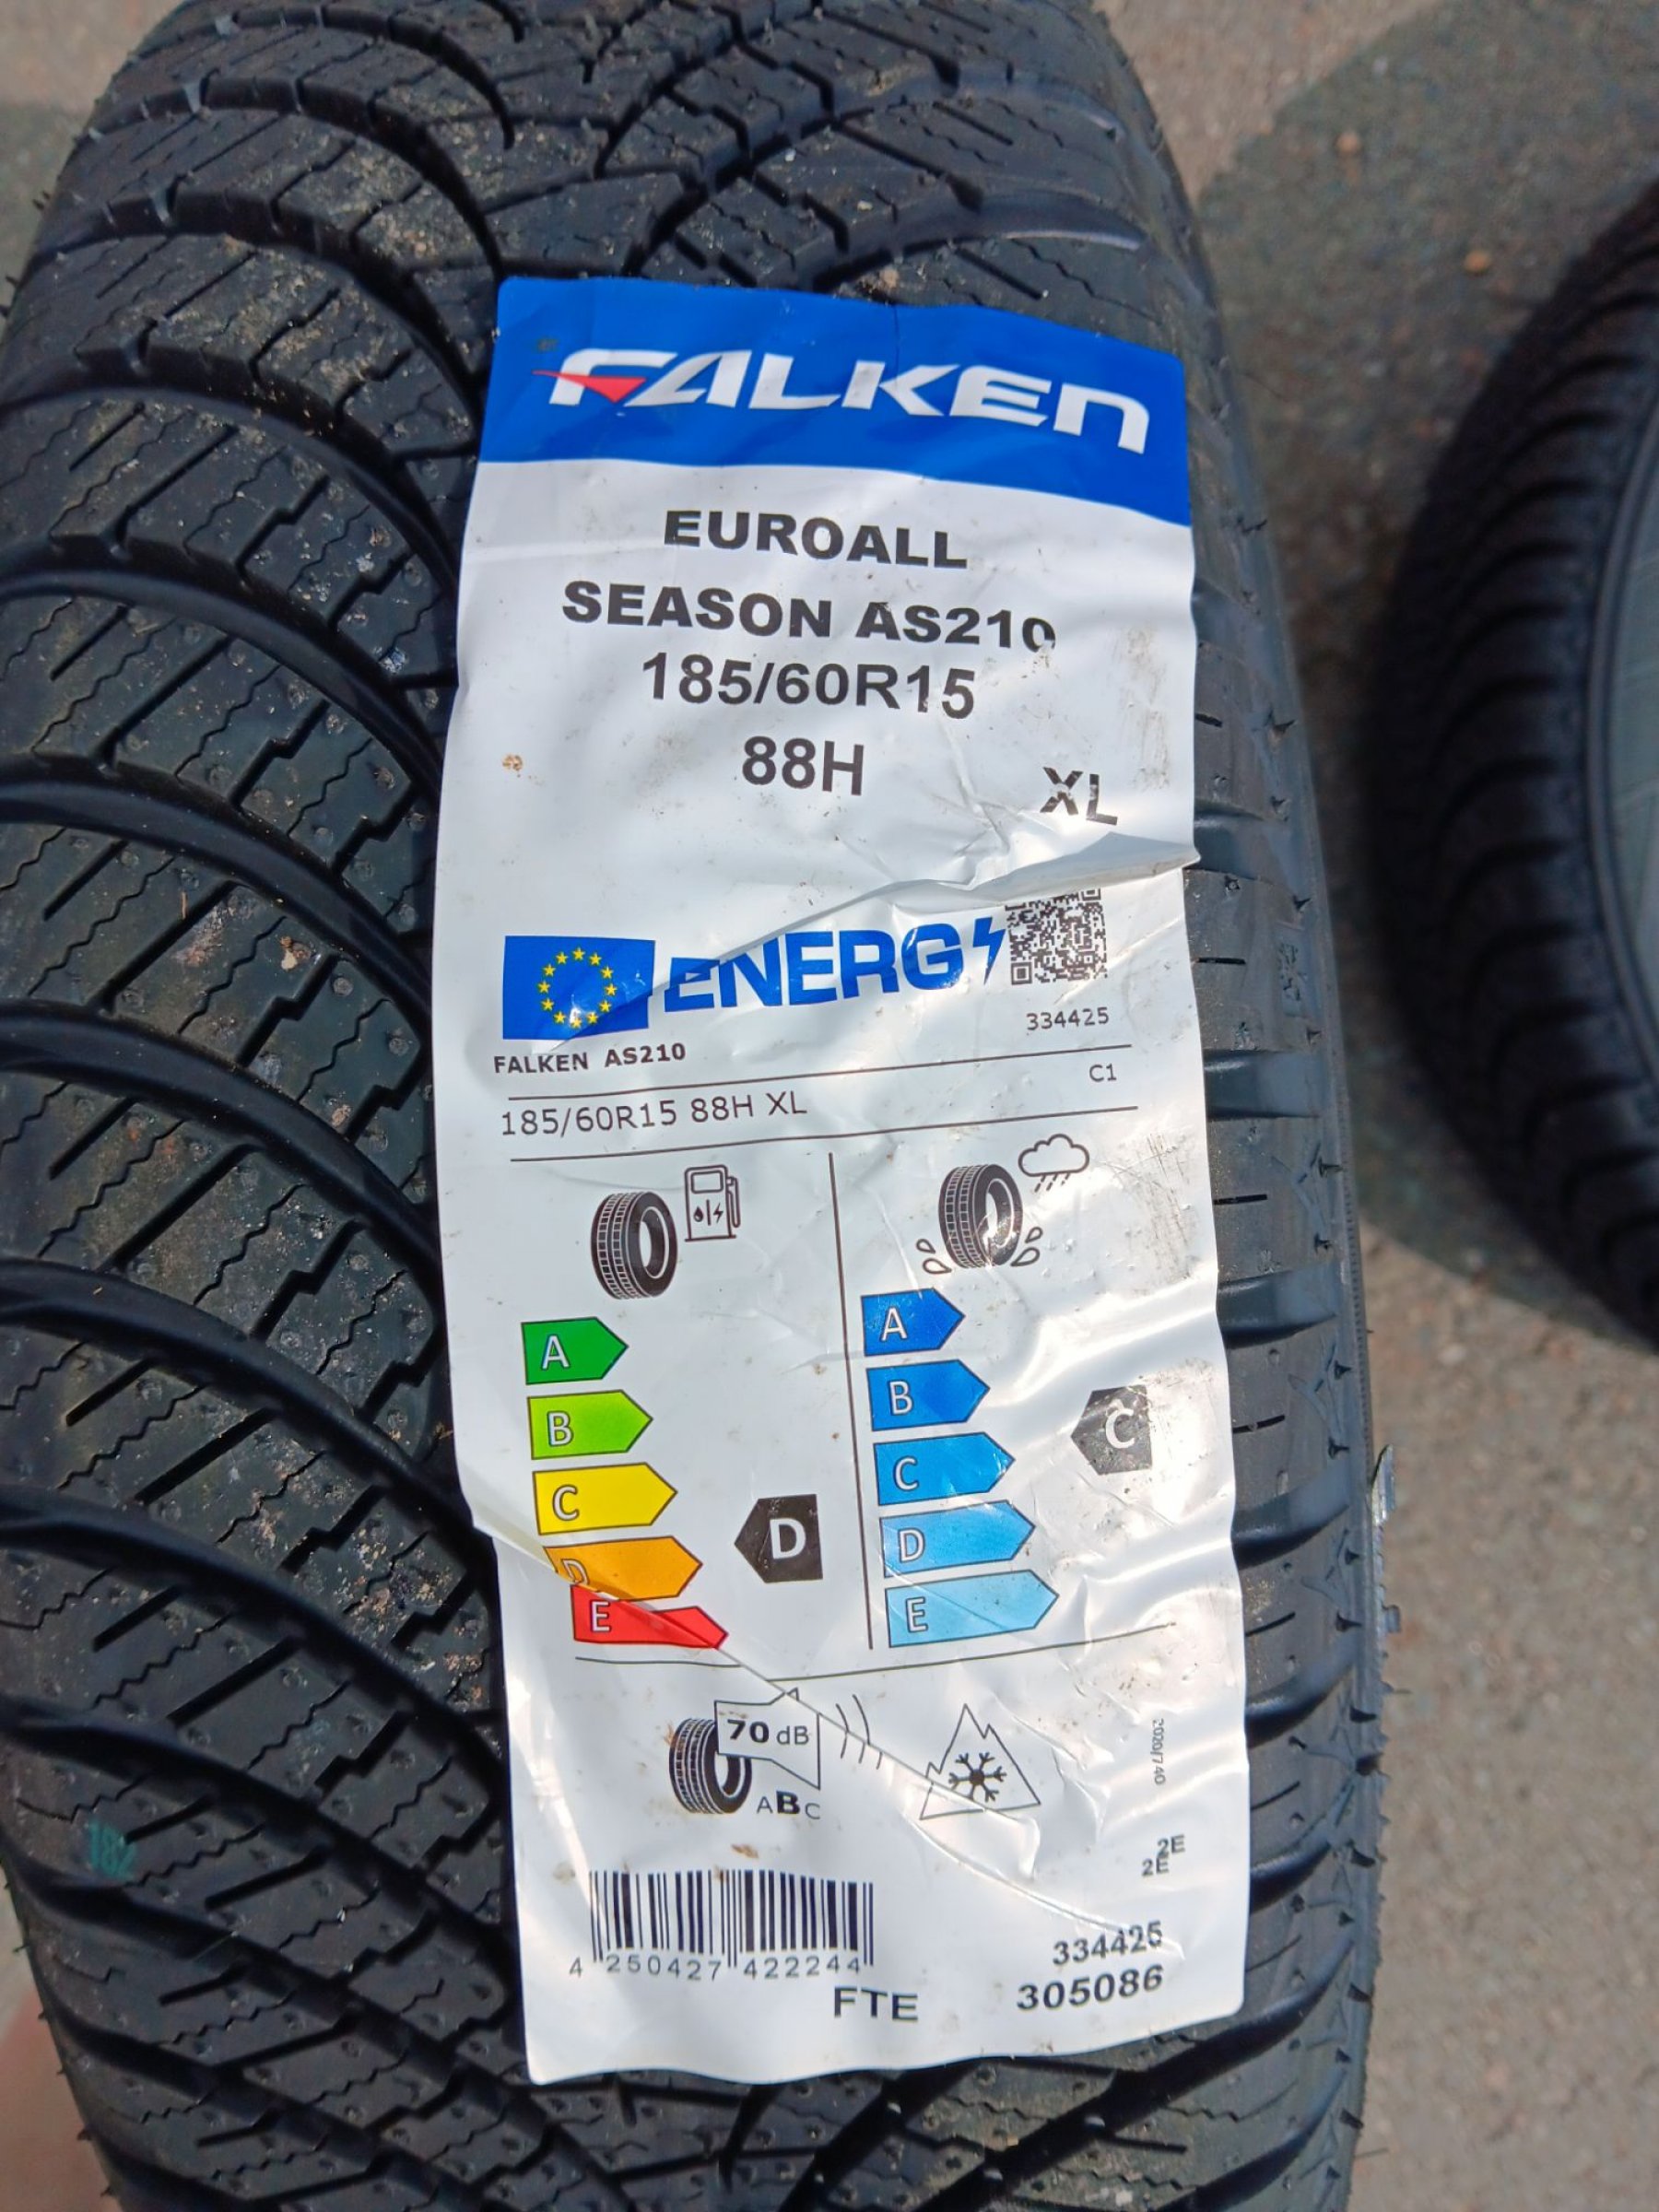 FALKEN
EUROALL
SEASON AS210
185/60R15
88H
XL
ENERG
334425
FALKEN AS210
C1
185/60R15 88H XL
A
B
C
D
E
D
A
B
C
D
E
C
70 dB
ABC
2020/740
2E
2E
4 250427 422244
FTE
334425
305086
182